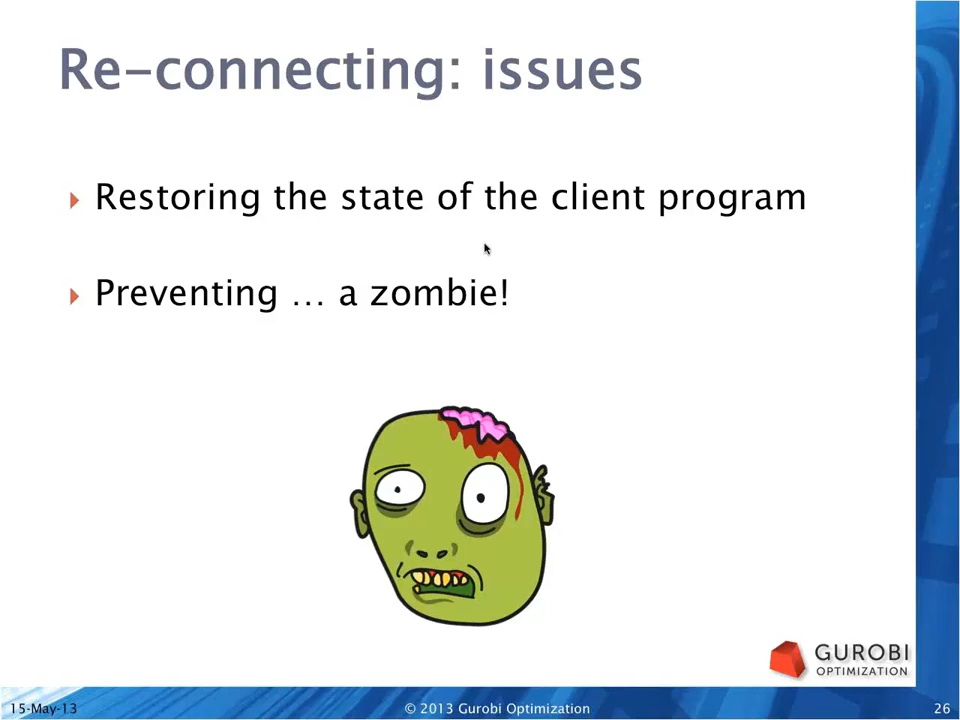 Re-connecting: issues
Restoring the state of the client program
Preventing … a zombie!
GUROBI
OPTIMIZATION
15-May-13
© 2013 Gurobi Optimization
26